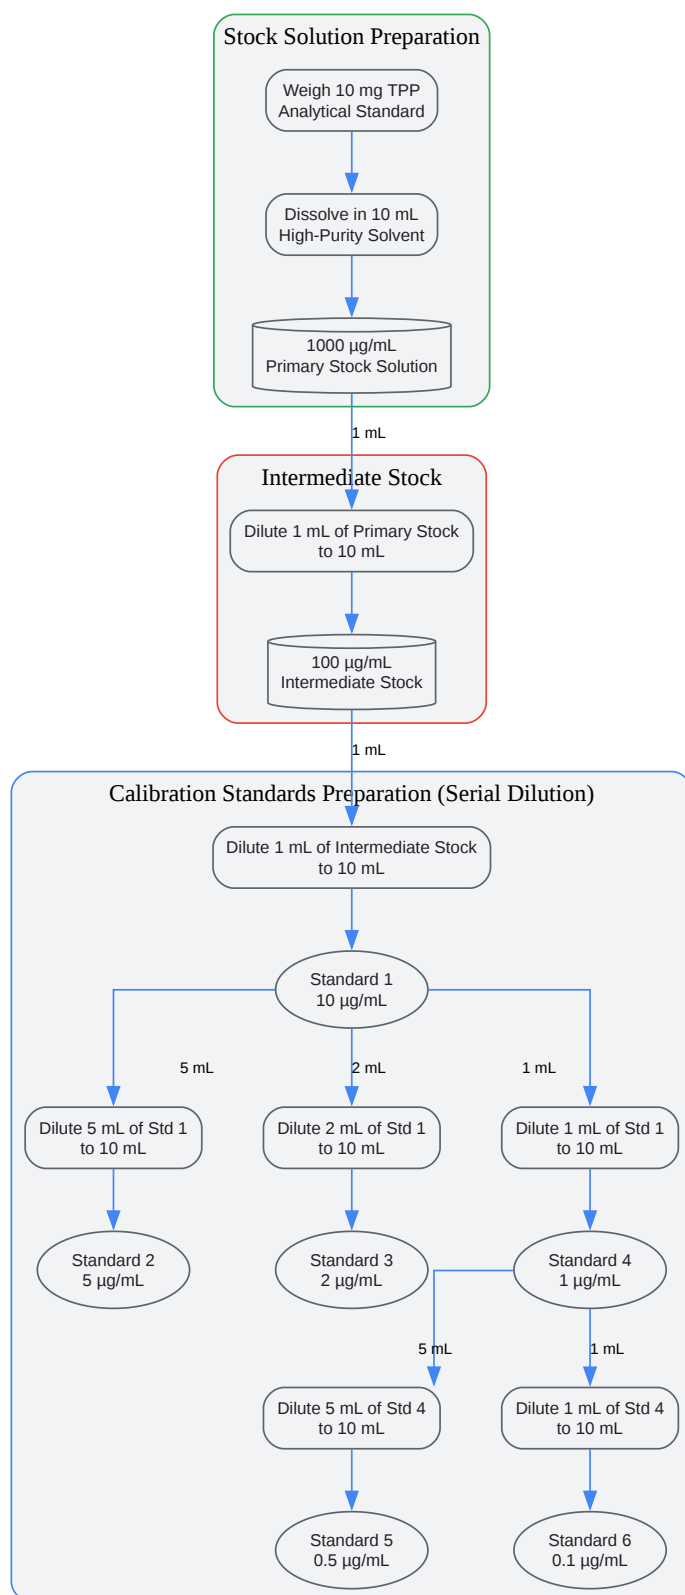 Stock Solution Preparation
Weigh 10 mg TPP
Analytical Standard
Dissolve in 10 mL
High-Purity Solvent
1000 µg/mL
Primary Stock Solution
1 mL
Intermediate Stock
Dilute 1 mL of Primary Stock
to 10 mL
100 µg/mL
Intermediate Stock
1 mL
Calibration Standards Preparation (Serial Dilution)
Dilute 1 mL of Intermediate Stock
to 10 mL
Standard 1
10 µg/mL
5 mL
2 mL
1 mL
Dilute 5 mL of Std 1
to 10 mL
Dilute 2 mL of Std 1
to 10 mL
Dilute 1 mL of Std 1
to 10 mL
Standard 2
5 µg/mL
Standard 3
2 µg/mL
Standard 4
1 µg/mL
5 mL
1 mL
Dilute 5 mL of Std 4
to 10 mL
Dilute 1 mL of Std 4
to 10 mL
Standard 5
0.5 µg/mL
Standard 6
0.1 µg/mL